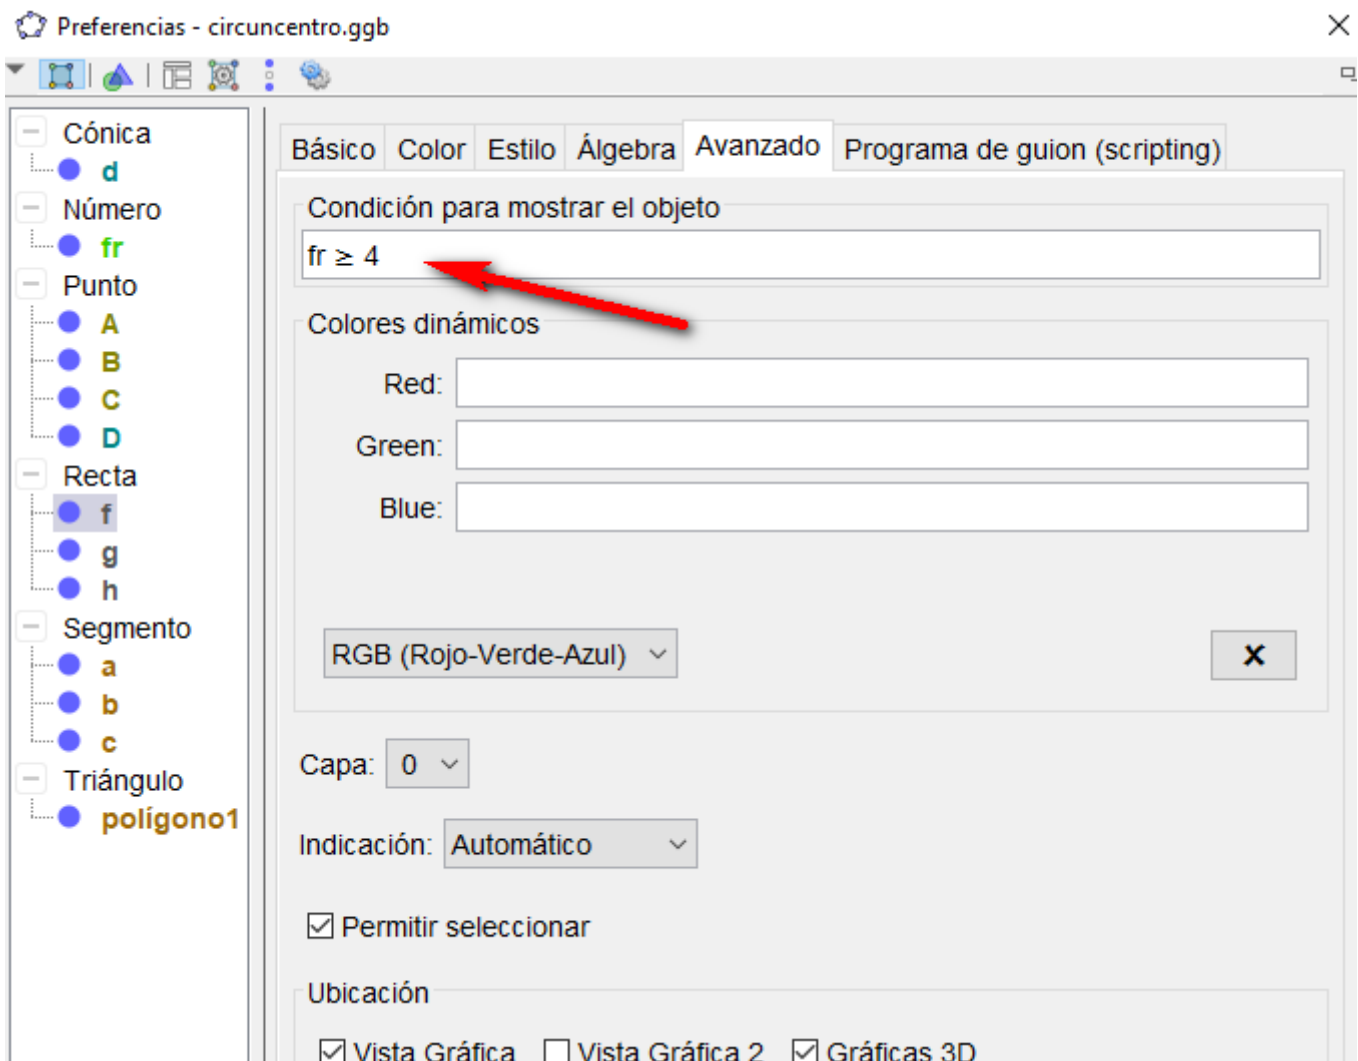 Preferencias - circuncentro.ggb
Cónica
d
Número
fr
Punto
A
B
C
D
Recta
f
g
h
Segmento
a
b
c
Triángulo
polígono1
Básico Color Estilo Álgebra Avanzado Programa de guion (scripting)
Condición para mostrar el objeto
fr ≥ 4
Colores dinámicos
Red:
Green:
Blue:
RGB (Rojo-Verde-Azul)
Capa: 0
Indicación: Automático
Permitir seleccionar
Ubicación
Vista Gráfica Vista Gráfica 2 Gráficas 3D